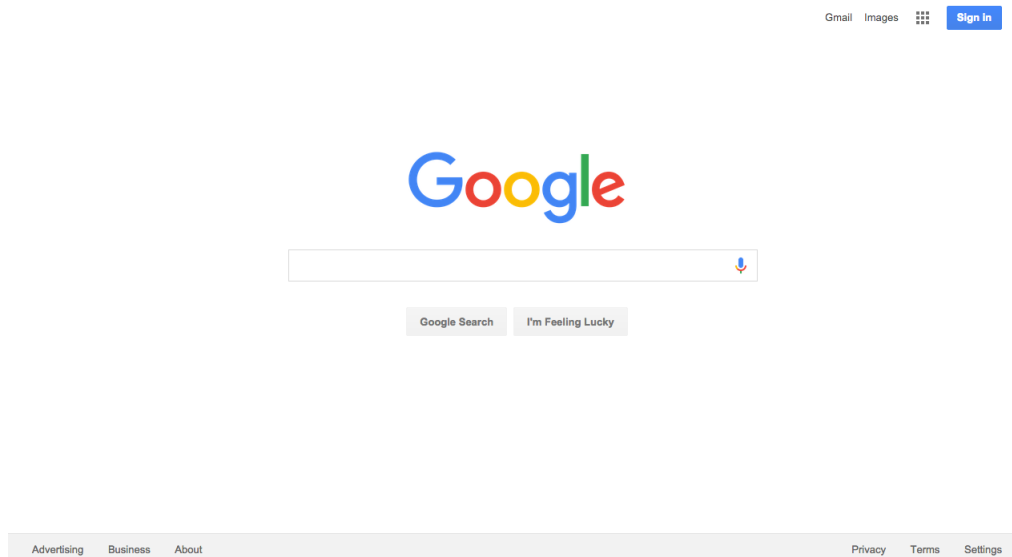 Gmail Images Sign in
Google
Google Search I'm Feeling Lucky
Advertising Business About Privacy Terms Settings